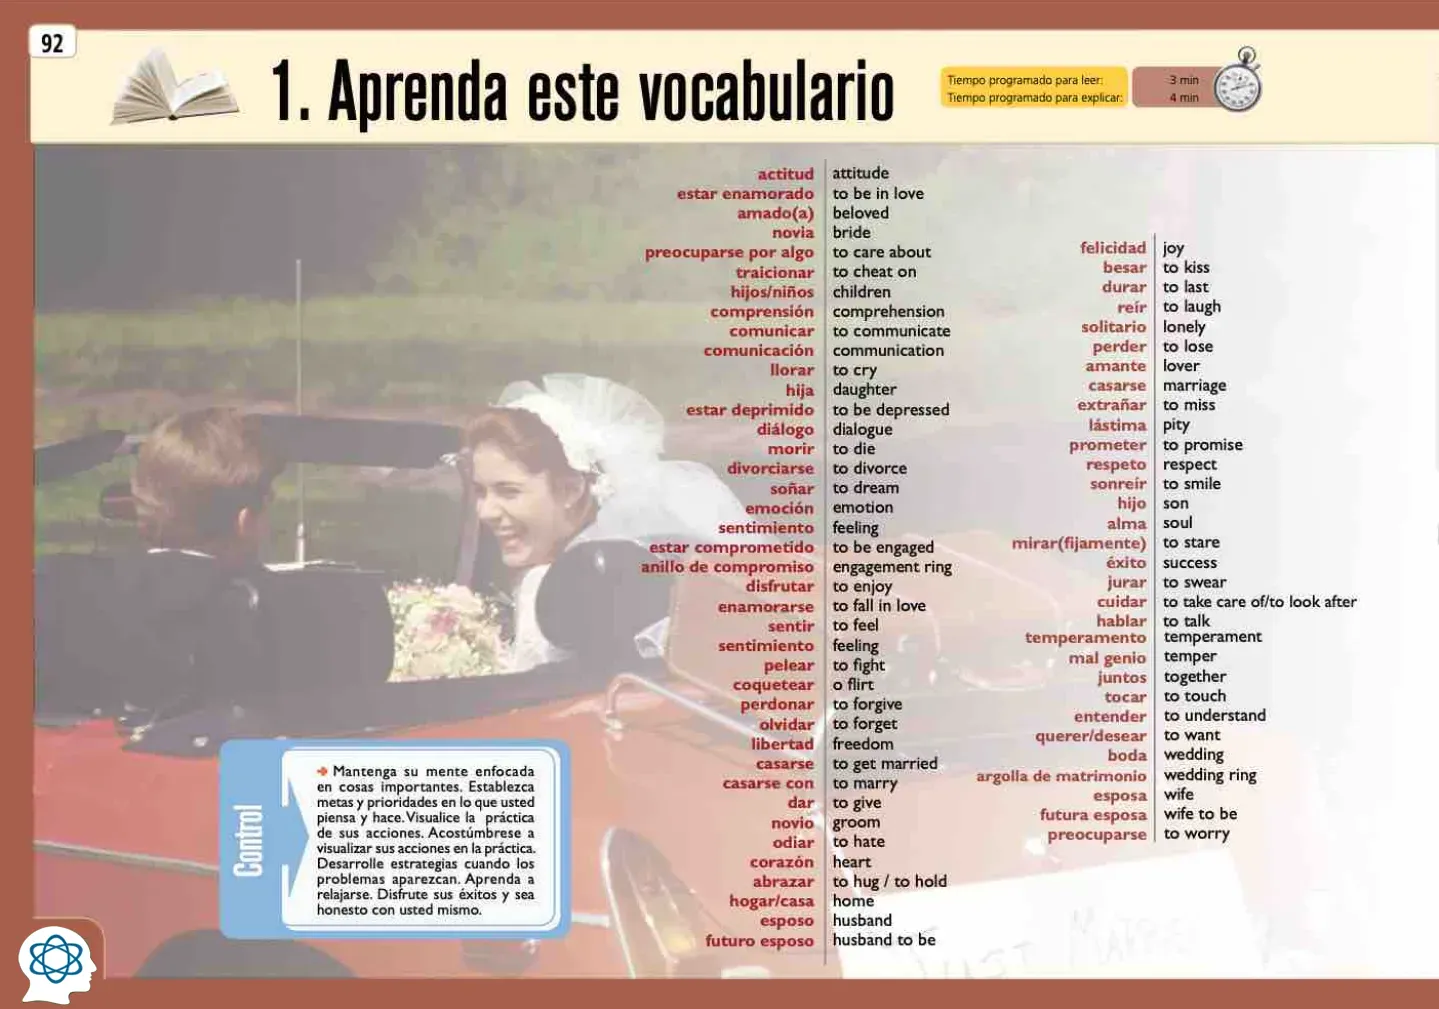 92
1. Aprenda este vocabulario
Tiempo programado para leer: 3 min
Tiempo programado para explicar: 4 min
actitud attitude
estar enamorado to be in love
amado(a) beloved
novia bride
preocuparse por algo to care about
traicionar to cheat on
hijos/niños children
comprensión comprehension
comunicar to communicate
comunicación communication
llorar to cry
hija daughter
estar deprimido to be depressed
diálogo dialogue
morir to die
divorciarse to divorce
soñar to dream
emoción emotion
sentimiento feeling
estar comprometido to be engaged
anillo de compromiso engagement ring
disfrutar to enjoy
enamorarse to fall in love
sentir to feel
sentimiento feeling
pelear to fight
coquetear o flirt
perdonar to forgive
olvidar to forget
libertad freedom
casarse to get married
casarse con to marry
dar to give
novio groom
odiar to hate
corazón heart
abrazar to hug / to hold
hogar/casa home
esposo husband
futuro esposo husband to be
felicidad joy
besar to kiss
durar to last
reír to laugh
solitario lonely
perder to lose
amante lover
casarse marriage
extrañar to miss
lástima pity
prometer to promise
respeto respect
sonreír to smile
hijo son
alma soul
mirar(fijamente) to stare
éxito success
jurar to swear
cuidar to take care of/to look after
hablar to talk
temperamento temperament
mal genio temper
juntos together
tocar to touch
entender to understand
querer/desear to want
boda wedding
argolla de matrimonio wedding ring
esposa wife
futura esposa wife to be
preocuparse to worry
Control
Mantenga su mente enfocada
en cosas importantes. Establezca
metas y prioridades en lo que usted
piensa y hace. Visualice la práctica
de sus acciones. Acostúmbrese a
visualizar sus acciones en la práctica.
Desarrolle estrategias cuando los
problemas aparezcan. Aprenda a
relajarse. Disfrute sus éxitos y sea
honesto con usted mismo.
JUST MARRIED